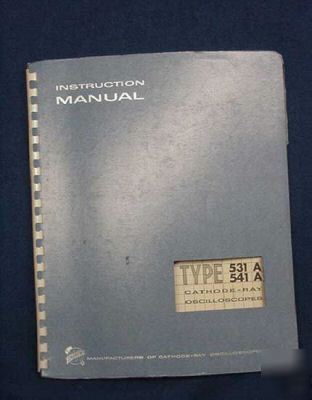 INSTRUCTION
MANUAL
TYPE 531 A
541 A
CATHODE-RAY
OSCILLOSCOPES
MANUFACTURERS OF CATHODE-RAY OSCILLOSCOPES